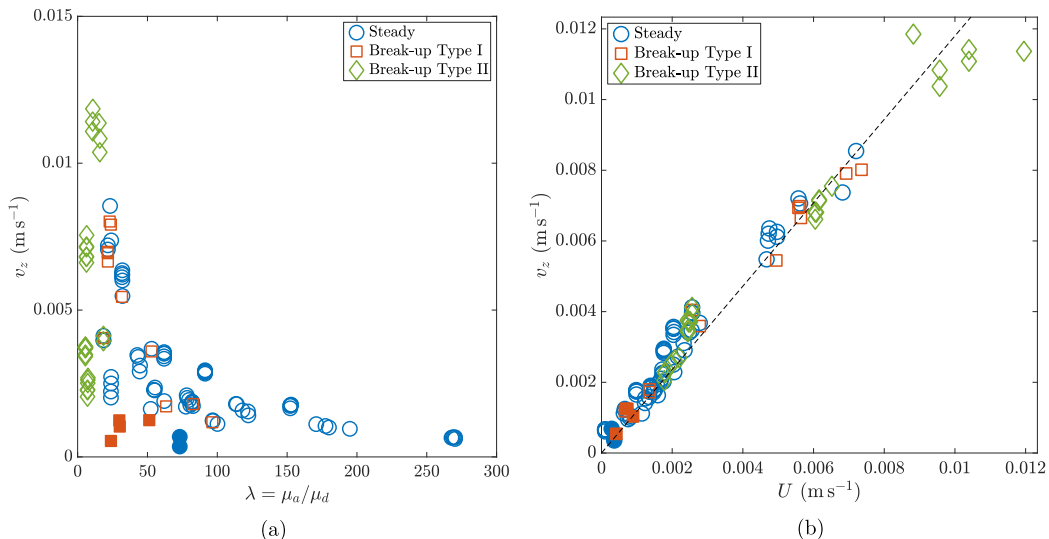 0.015
0.01
0.005
0
0 50 100 150 200 250 300
v_z (m s⁻¹)
λ = μ_a/μ_d
Steady
Break-up Type I
Break-up Type II
(a)
0.012
0.01
0.008
0.006
0.004
0.002
0
0 0.002 0.004 0.006 0.008 0.01 0.012
v_z (m s⁻¹)
U (m s⁻¹)
Steady
Break-up Type I
Break-up Type II
(b)